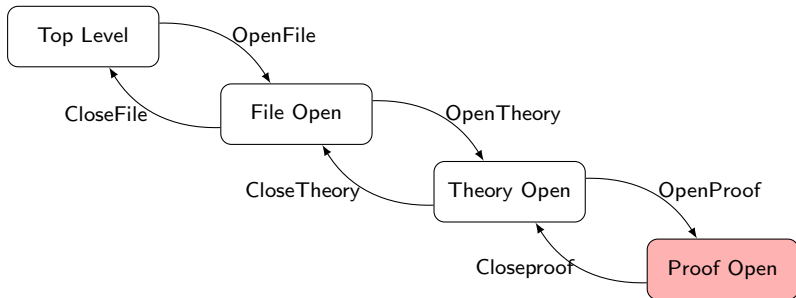 Top Level
OpenFile
CloseFile
File Open
OpenTheory
CloseTheory
Theory Open
OpenProof
Closeproof
Proof Open